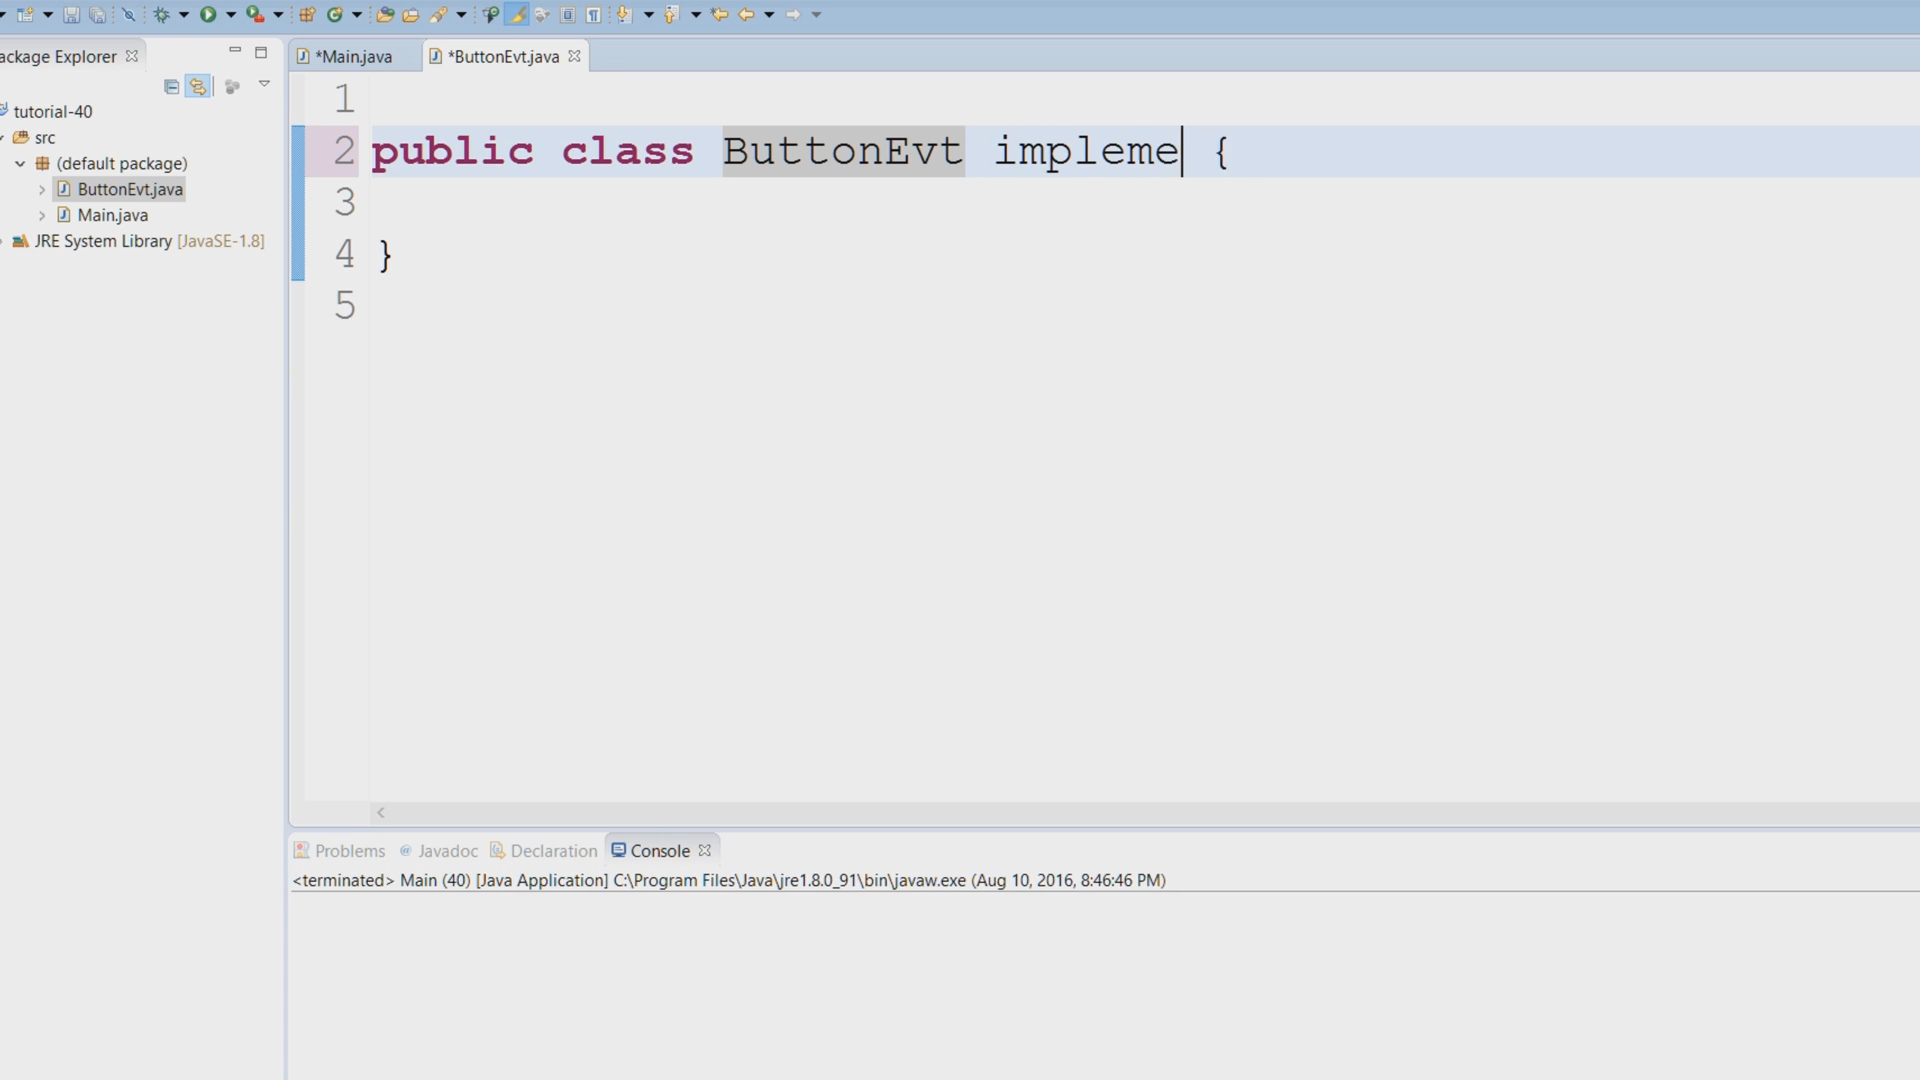 ackage Explorer
tutorial-40
src
(default package)
ButtonEvt.java
Main.java
JRE System Library [JavaSE-1.8]
*Main.java
*ButtonEvt.java
1
2 public class ButtonEvt impleme {
3
4 }
5
Problems @ Javadoc Declaration Console
<terminated> Main (40) [Java Application] C:\Program Files\Java\jre1.8.0_91\bin\javaw.exe (Aug 10, 2016, 8:46:46 PM)